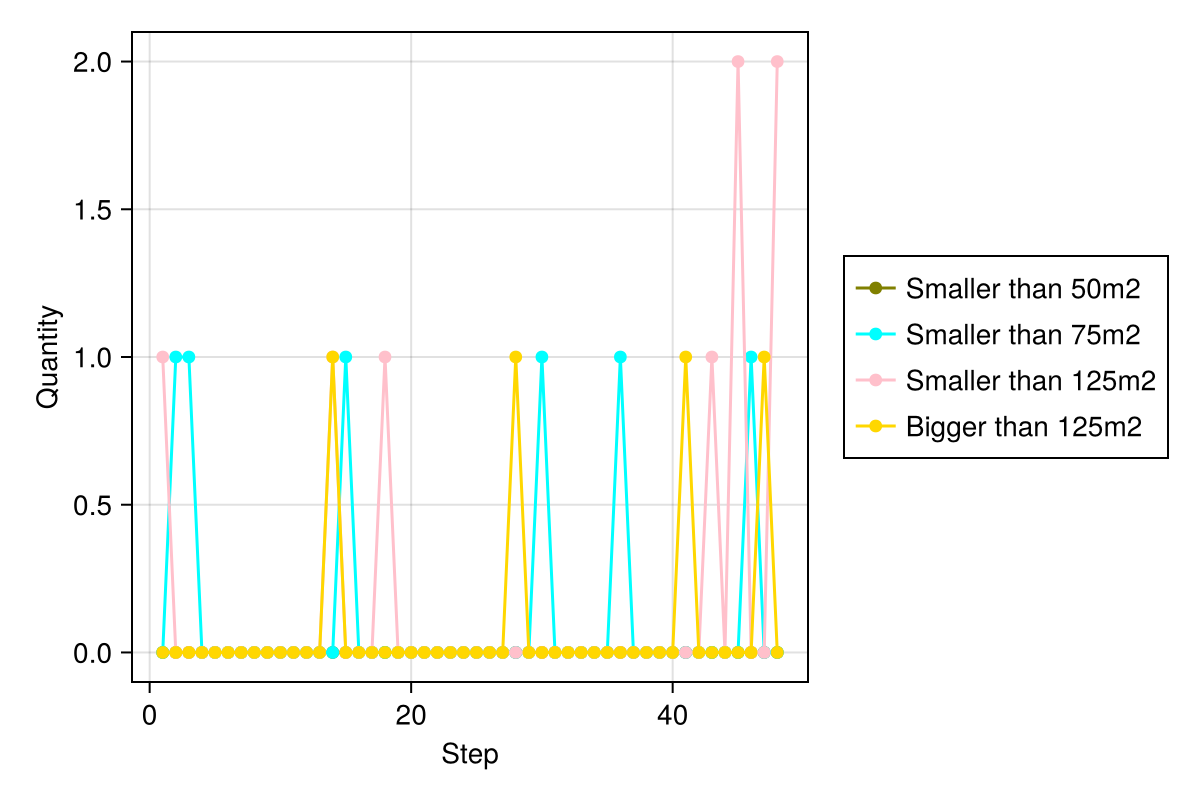 2.0
1.5
1.0
0.5
0.0
Quantity
0
20
40
Step
Smaller than 50m2
Smaller than 75m2
Smaller than 125m2
Bigger than 125m2